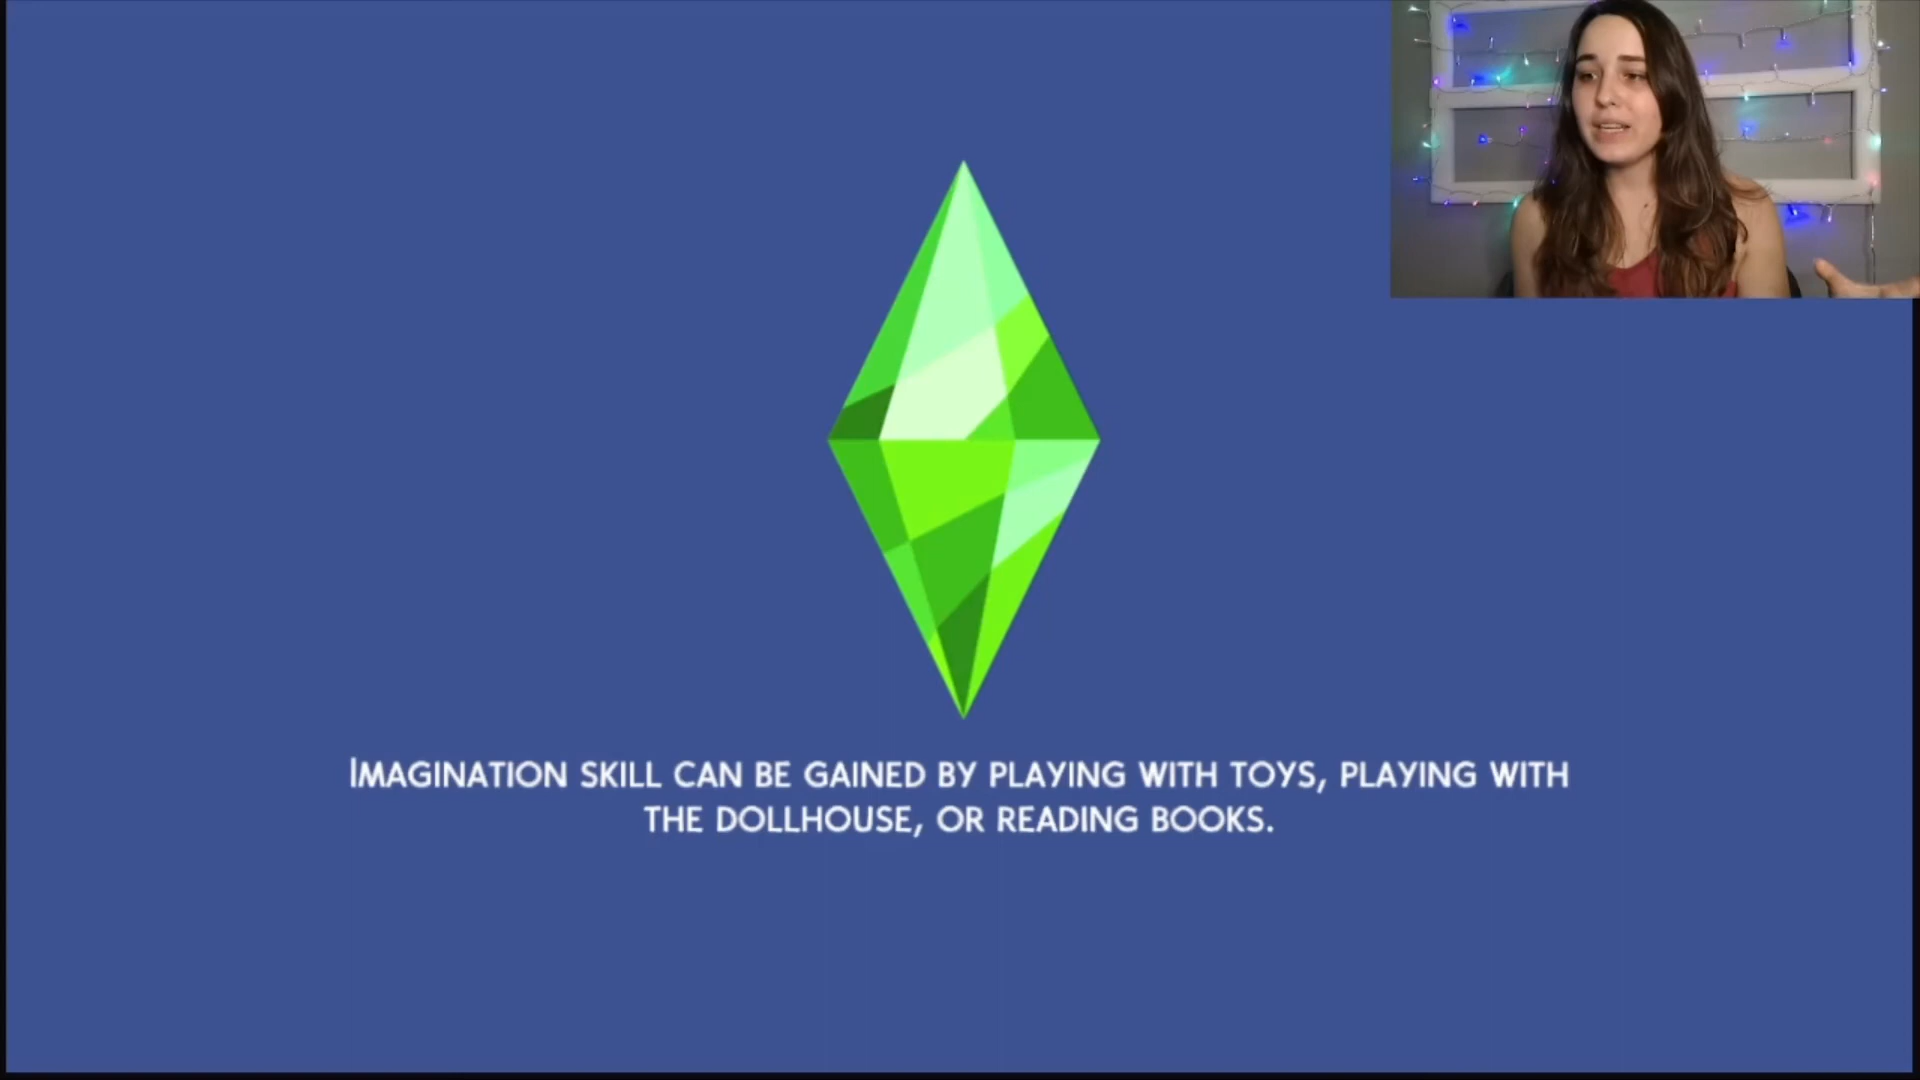 IMAGINATION SKILL CAN BE GAINED BY PLAYING WITH TOYS, PLAYING WITH
THE DOLLHOUSE, OR READING BOOKS.